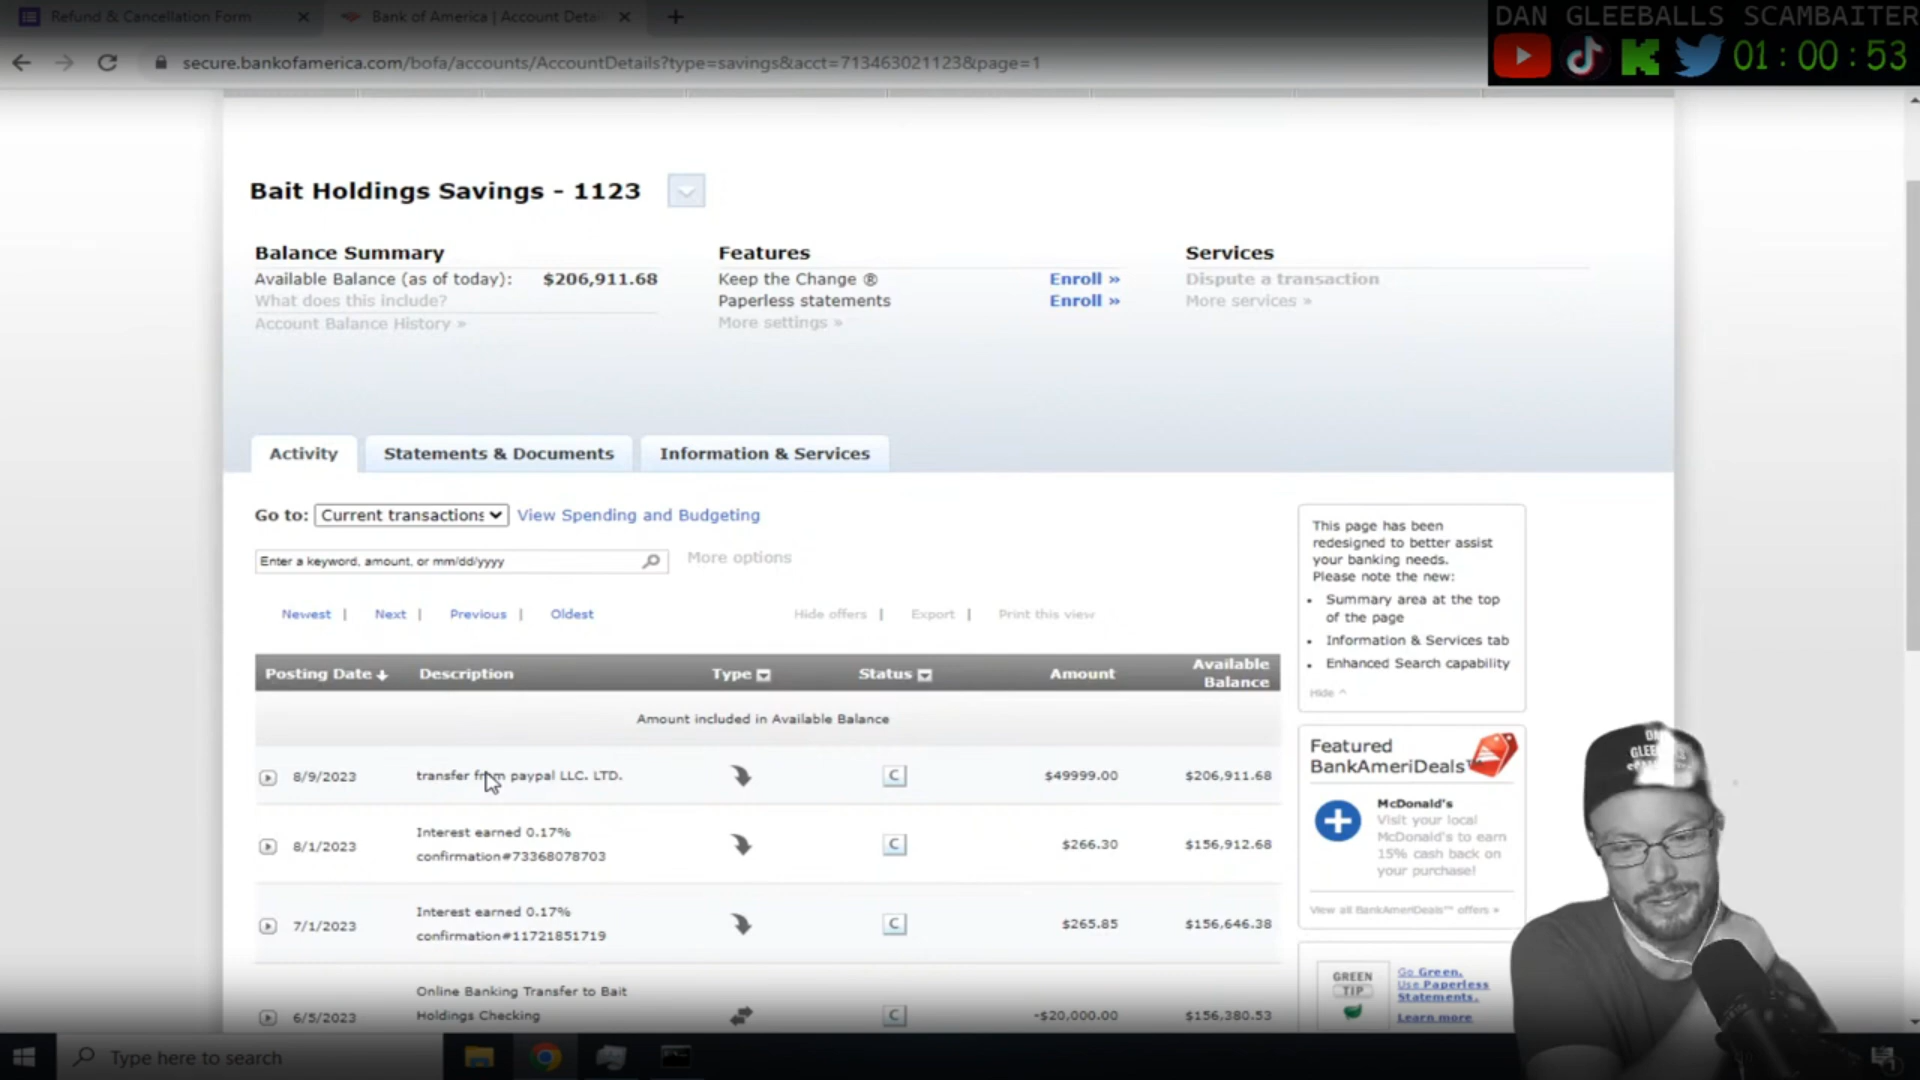 Refund & Cancellation Form
Bank of America | Account Deta
DAN GLEEBALLS SCAMBAITER
01:00:53
secure.bankofamerica.com/bofa/accounts/AccountDetails?type=savings&acct=713463021123&page=1
Bait Holdings Savings - 1123
Balance Summary
Available Balance (as of today): $206,911.68
What does this include?
Account Balance History »
Features
Keep the Change ® Enroll »
Paperless statements Enroll »
More settings »
Services
Dispute a transaction
More services »
Activity
Statements & Documents
Information & Services
Go to: Current transactions View Spending and Budgeting
Enter a keyword, amount, or mm/dd/yyyy
More options
Newest | Next | Previous | Oldest
Hide offers | Export | Print this view
Posting Date Description Type Status Amount Available Balance
Amount included in Available Balance
8/9/2023 transfer from paypal LLC. LTD. C $49999.00 $206,911.68
8/1/2023 Interest earned 0.17% confirmation#73368078703 C $266.30 $156,912.68
7/1/2023 Interest earned 0.17% confirmation#11721851719 C $265.85 $156,646.38
6/5/2023 Online Banking Transfer to Bait Holdings Checking C -$20,000.00 $156,380.53
This page has been
redesigned to better assist
your banking needs.
Please note the new:
• Summary area at the top
of the page
• Information & Services tab
• Enhanced Search capability
Hide ^
Featured
BankAmeriDeals™
McDonald's
Visit your local
McDonald's to earn
15% cash back on
your purchase!
View all BankAmeriDeals™ offers »
GREEN
TIP
Go Green.
Use Paperless
Statements.
Learn more
DAN
GLEEBALLS
Type here to search